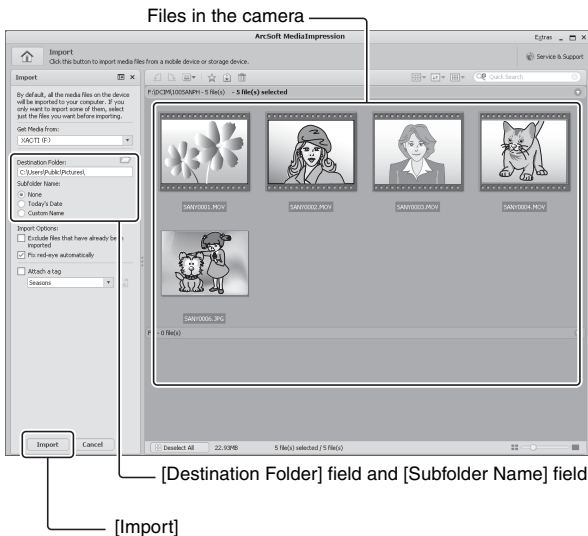 Files in the camera
ArcSoft MediaImpression
Extras
Import
Click this button to import media files from a mobile device or storage device.
Service & Support
Import
By default, all the media files on the device
will be imported to your computer. If you
only want to import some of them, select
just the files you want before importing.
Get Media from:
XACTI (F:)
Destination Folder:
C:\Users\Public\Pictures\
Subfolder Name:
None
Today's Date
Custom Name
Import Options:
Exclude files that have already be
imported
Fix red-eye automatically
Attach a tag
Seasons
F:\DCIM\100SANPH - 5 file(s) - 5 file(s) selected
Quick Search
SANY0001.MOV
SANY0002.MOV
SANY0003.MOV
SANY0004.MOV
SANY0006.JPG
- 0 file(s)
Import
Cancel
Deselect All
22.93MB
5 file(s) selected / 5 file(s)
[Destination Folder] field and [Subfolder Name] field
[Import]